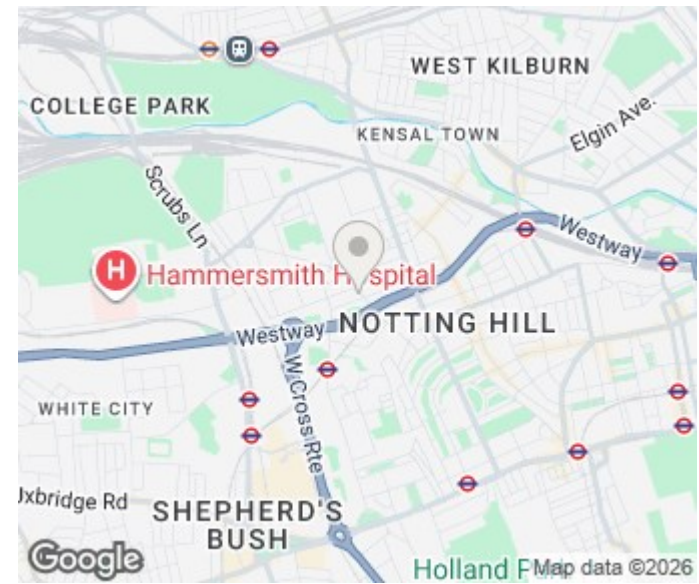 WEST KILBURN
COLLEGE PARK
Elgin Ave.
KENSAL TOWN
Scrubs Ln
Westway
H
Hammersmith Hospital
Westway
NOTTING HILL
W Cross Rte
WHITE CITY
Uxbridge Rd
SHEPHERD'S
BUSH
Google
Holland Park
Map data ©2026